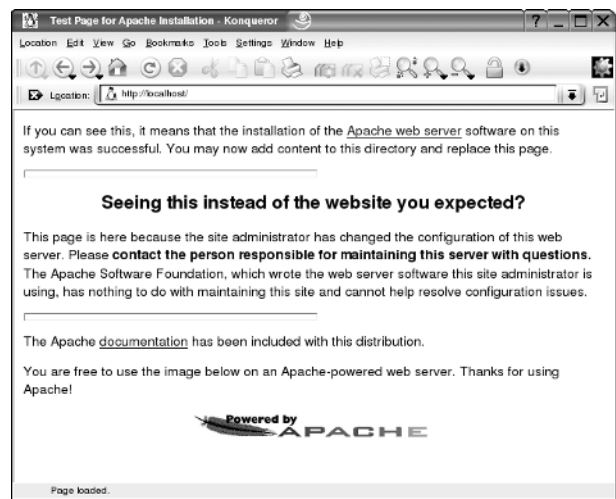 Test Page for Apache Installation - Konqueror
Location Edit View Go Bookmarks Tools Settings Window Help
Location: http://localhost/
If you can see this, it means that the installation of the Apache web server software on this
system was successful. You may now add content to this directory and replace this page.
Seeing this instead of the website you expected?
This page is here because the site administrator has changed the configuration of this web
server. Please contact the person responsible for maintaining this server with questions.
The Apache Software Foundation, which wrote the web server software this site administrator is
using, has nothing to do with maintaining this site and cannot help resolve configuration issues.
The Apache documentation has been included with this distribution.
You are free to use the image below on an Apache-powered web server. Thanks for using
Apache!
Powered by
APACHE
Page loaded.